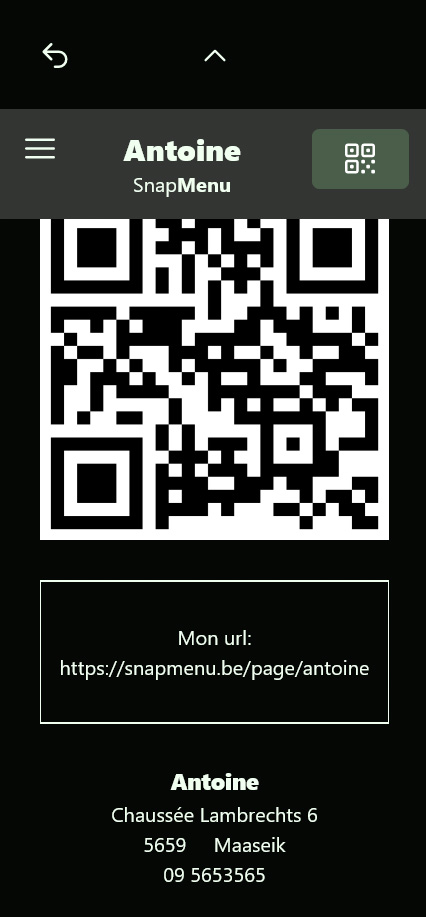 Antoine
SnapMenu
Mon url:
https://snapmenu.be/page/antoine
Antoine
Chaussée Lambrechts 6
5659 Maaseik
09 5653565